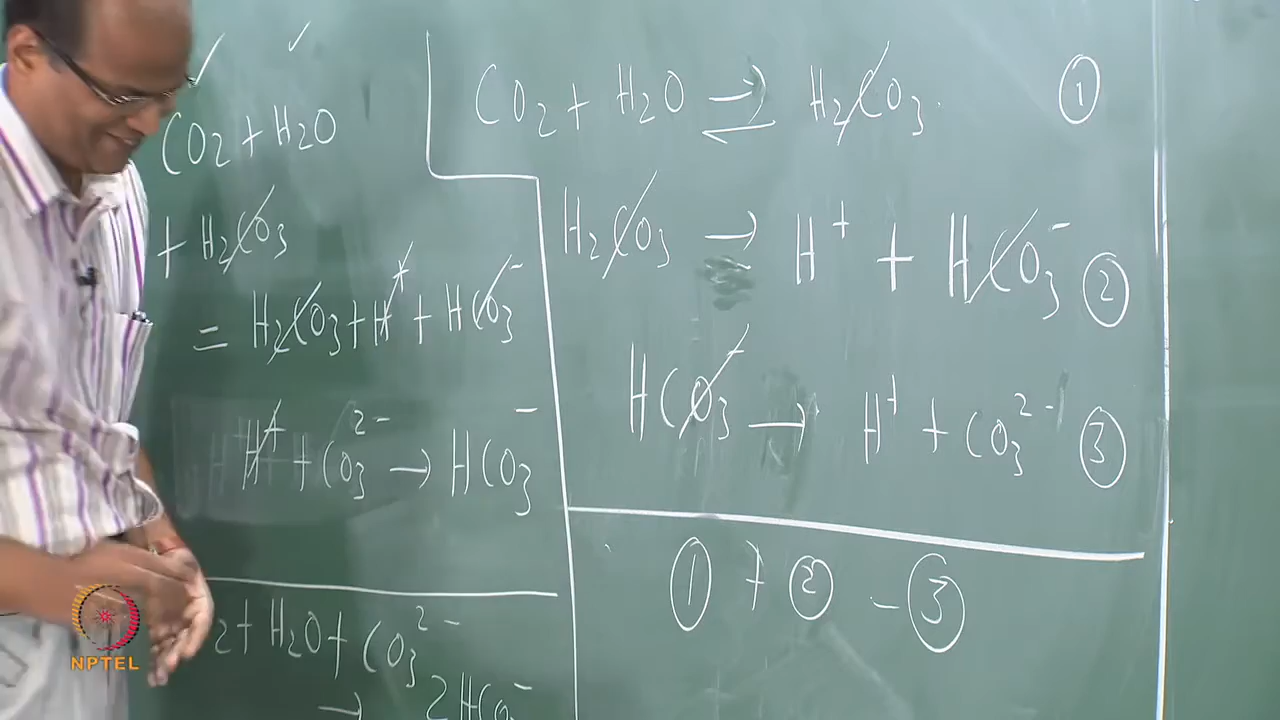 CO2 + H2O
+ H2CO3
= H2CO3 + H+ + HCO3-
H+ + CO3 2- → HCO3-
2 + H2O + CO3 2-
→ 2HCO3-
CO2 + H2O ⇌ H2CO3. ①
H2CO3 → H+ + HCO3- ②
HCO3- → H+ + CO3 2- ③
① + ② - ③
NPTEL